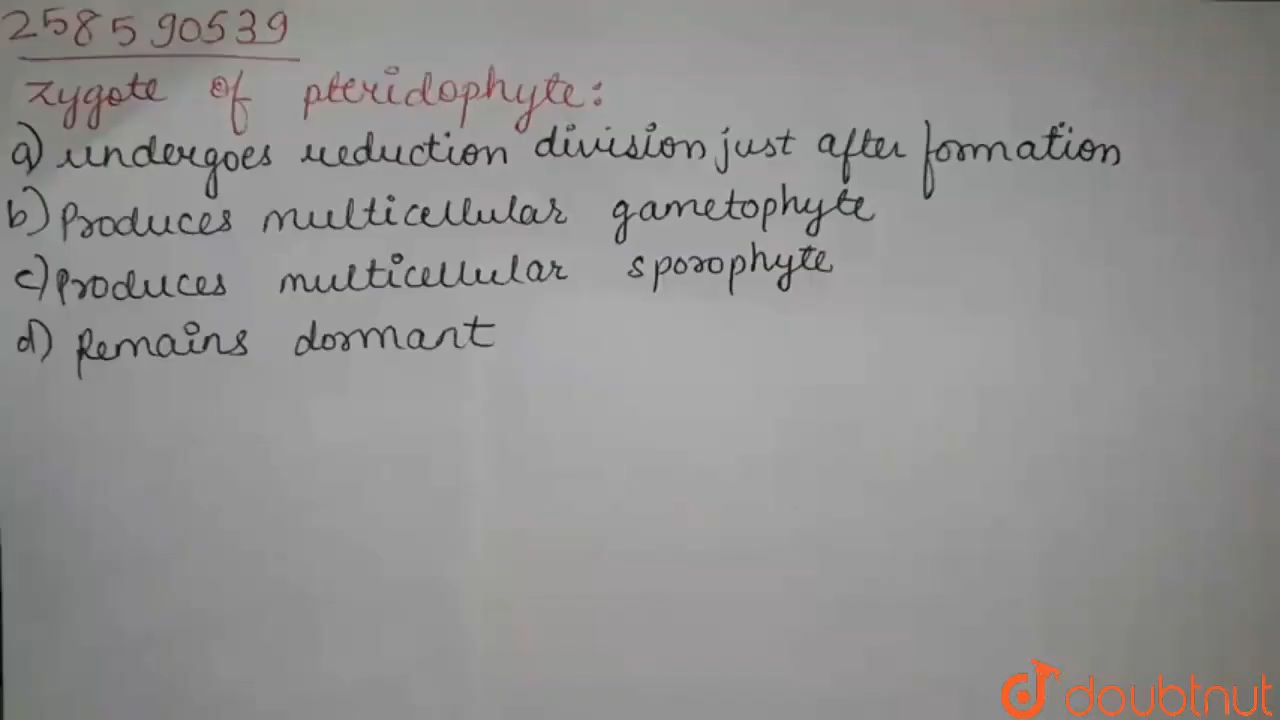 258590539
Zygote of pteridophyte:
a) undergoes reduction division just after formation
b) Produces multicellular gametophyte
c) Produces multicellular sporophyte
d) Remains dormant
doubtnut